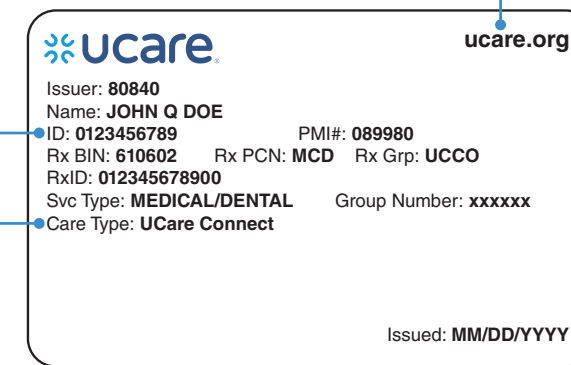 ucare
ucare.org
Issuer: 80840
Name: JOHN Q DOE
ID: 0123456789 PMI#: 089980
Rx BIN: 610602 Rx PCN: MCD Rx Grp: UCCO
RxID: 012345678900
Svc Type: MEDICAL/DENTAL Group Number: xxxxxx
Care Type: UCare Connect
Issued: MM/DD/YYYY